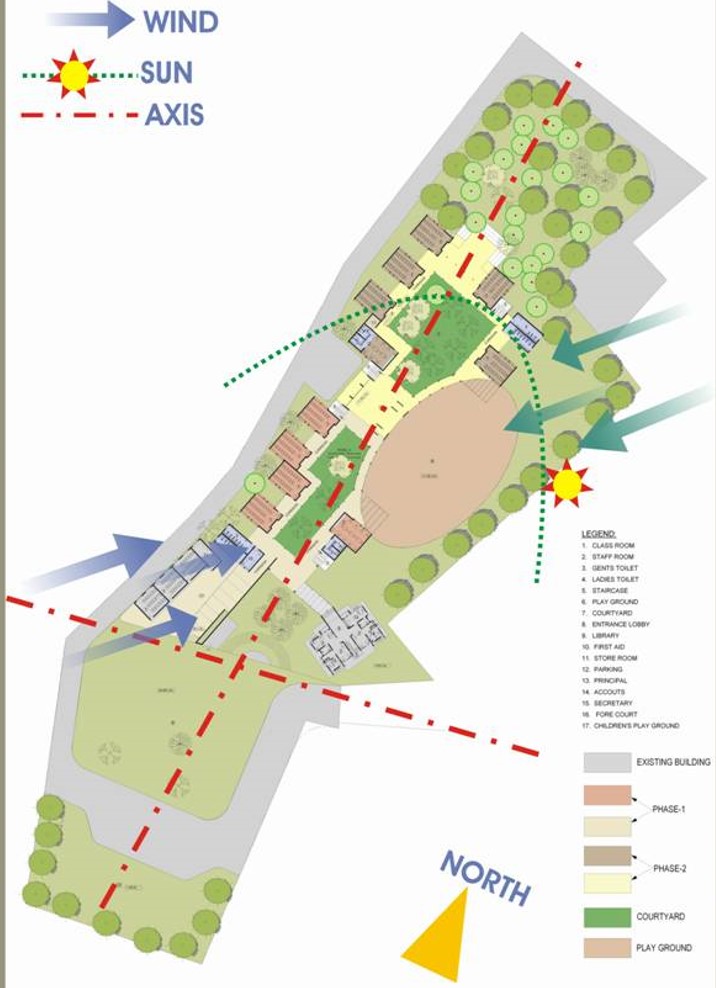 WIND
SUN
AXIS
LEGEND:
1. CLASS ROOM
2. STAFF ROOM
3. GENTS TOILET
4. LADIES TOILET
5. STAIRCASE
6. PLAY GROUND
7. COURTYARD
8. ENTRANCE LOBBY
9. LIBRARY
10. FIRST AID
11. STORE ROOM
12. PARKING
13. PRINCIPAL
14. ACCOUTS
15. SECRETARY
16. FORE COURT
17. CHILDREN'S PLAY GROUND
EXISTING BUILDING
PHASE-1
PHASE-2
COURTYARD
PLAY GROUND
NORTH